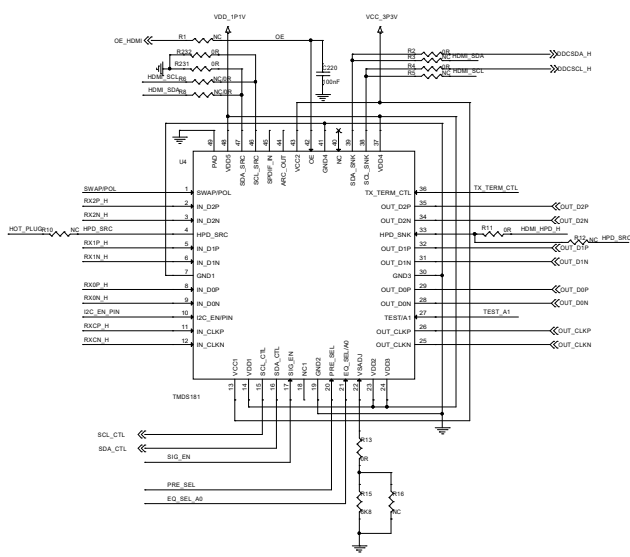 VDD_1P1V
VCC_3P3V
OE_HDMI
R1
NC
OE
R232
0R
R231
0R
HDMI_SCL
R6
NC/0R
HDMI_SDA
R8
NC/0R
C220
100nF
R2
0R
DDCSDA_H
R3
NC
HDMI_SDA
R4
0R
DDCSCL_H
R5
NC
HDMI_SCL
49 48 47 46 45 44 43 42 41 40 39 38 37
PAD
VDD5
SDA_SRC
SCL_SRC
SPDIF_IN
ARC_OUT
VCC2
OE
GND4
NC
SDA_SNK
SCL_SNK
VDD4
U4
SWAP/POL 1 SWAP/POL
RX2P_H 2 IN_D2P
RX2N_H 3 IN_D2N
HOT_PLUG R10 NC HPD_SRC 4 HPD_SRC
RX1P_H 5 IN_D1P
RX1N_H 6 IN_D1N
7 GND1
RX0P_H 8 IN_D0P
RX0N_H 9 IN_D0N
I2C_EN_PIN 10 I2C_EN/PIN
RXCP_H 11 IN_CLKP
RXCN_H 12 IN_CLKN
TX_TERM_CTL 36 TX_TERM_CTL
OUT_D2P 35 OUT_D2P
OUT_D2N 34 OUT_D2N
HPD_SNK 33 R11 0R HDMI_HPD_H
R12 NC HPD_SRC
OUT_D1P 32 OUT_D1P
OUT_D1N 31 OUT_D1N
GND3 30
OUT_D0P 29 OUT_D0P
OUT_D0N 28 OUT_D0N
TEST/A1 27 TEST_A1
OUT_CLKP 26 OUT_CLKP
OUT_CLKN 25 OUT_CLKN
VCC1
VDD1
SCL_CTL
SDA_CTL
SIG_EN
NC1
GND2
PRE_SEL
EQ_SEL/A0
VSADJ
VDD2
VDD3
13 14 15 16 17 18 19 20 21 22 23 24
TMDS181
SCL_CTL
SDA_CTL
SIG_EN
PRE_SEL
EQ_SEL_A0
R13
0R
R15
6K8
R16
NC